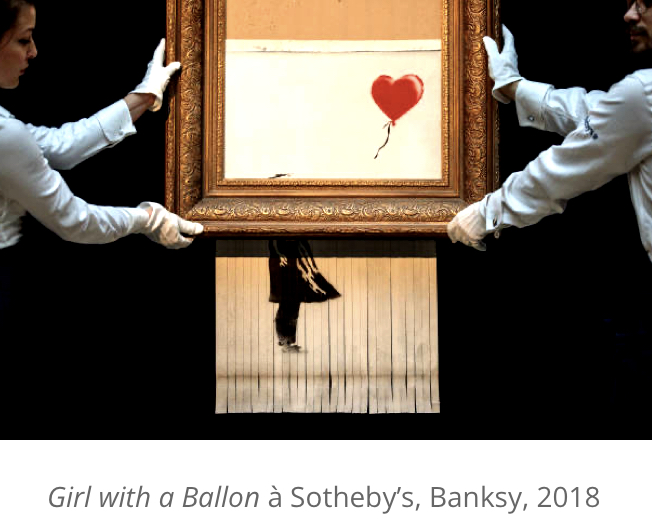 Girl with a Ballon à Sotheby’s, Banksy, 2018